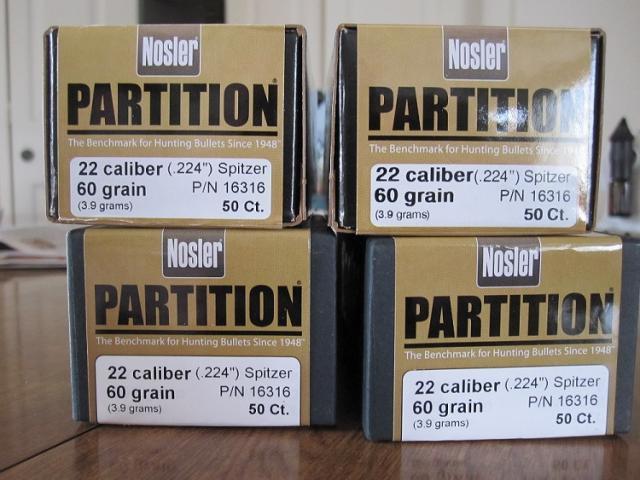 Nosler®
PARTITION®
The Benchmark for Hunting Bullets Since 1948™
22 caliber (.224") Spitzer
60 grain P/N 16316
(3.9 grams) 50 Ct.
Nosler®
PARTITION
The Benchmark for Hunting Bullets Since 1948
22 caliber (.224") Spitzer
60 grain P/N 16316
(3.9 grams) 50 Ct.
Nosler®
PARTITION®
The Benchmark for Hunting Bullets Since 1948™
22 caliber (.224") Spitzer
60 grain P/N 16316
(3.9 grams) 50 Ct.
Nosler®
PARTITION®
The Benchmark for Hunting Bullets Since 1948™
22 caliber (.224") Spitzer
60 grain P/N 16316
(3.9 grams) 50 Ct.